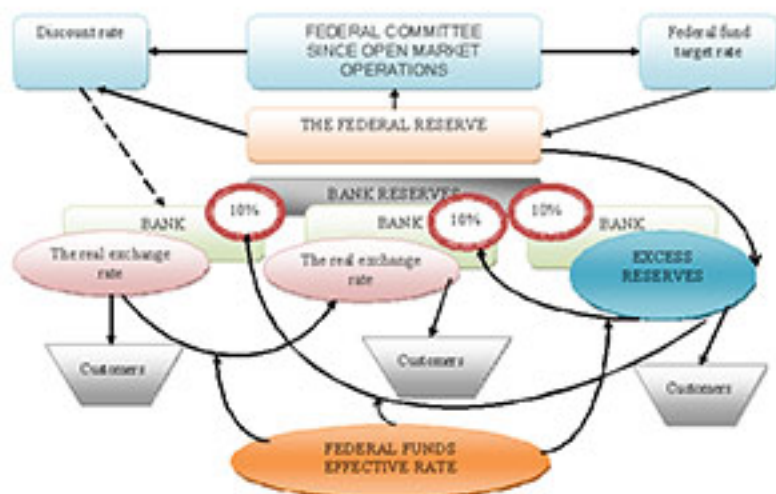 Discount rate
FEDERAL COMMITTEE
SINCE OPEN MARKET
OPERATIONS
Federal fund
target rate
THE FEDERAL RESERVE
BANK RESERVES
10%
10%
10%
BANK
BANK
BANK
The real exchange
rate
The real exchange
rate
EXCESS
RESERVES
Customers
Customers
Customers
FEDERAL FUNDS
EFFECTIVE RATE